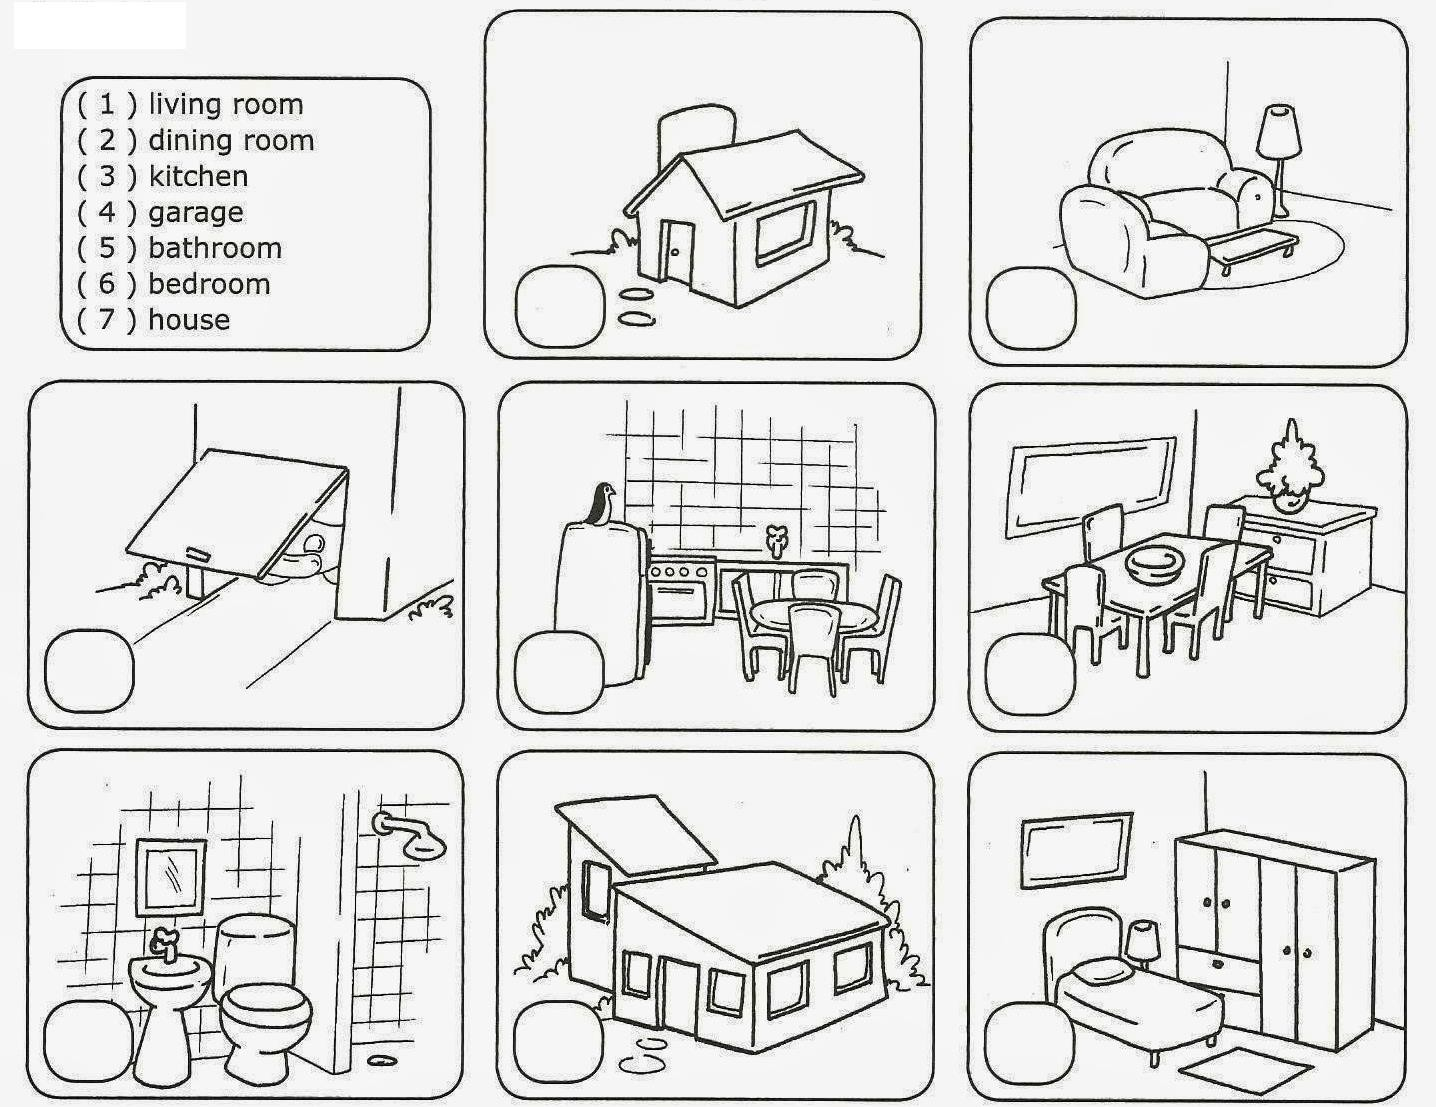 ( 1 ) living room
( 2 ) dining room
( 3 ) kitchen
( 4 ) garage
( 5 ) bathroom
( 6 ) bedroom
( 7 ) house